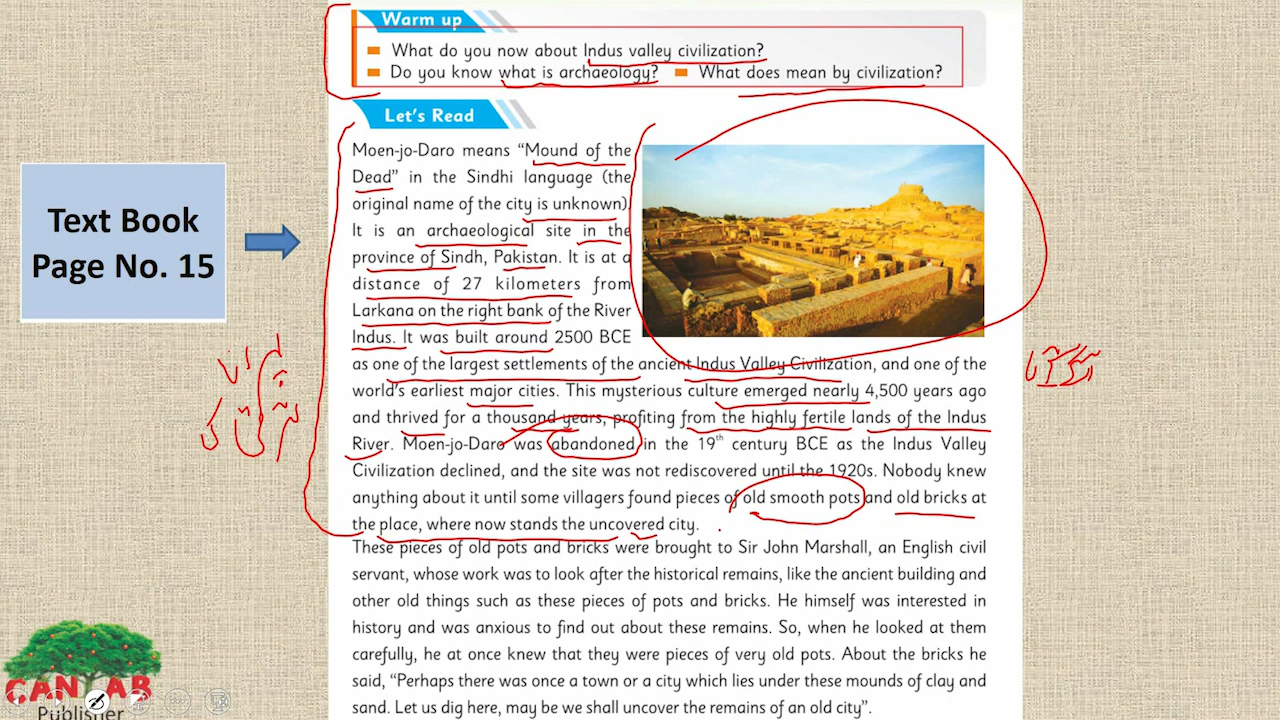 Warm up
What do you now about Indus valley civilization?
Do you know what is archaeology? What does mean by civilization?
Let's Read
Moen-jo-Daro means “Mound of the
Dead” in the Sindhi language (the
original name of the city is unknown).
It is an archaeological site in the
province of Sindh, Pakistan. It is at a
distance of 27 kilometers from
Larkana on the right bank of the River
Indus. It was built around 2500 BCE
as one of the largest settlements of the ancient Indus Valley Civilization, and one of the
world's earliest major cities. This mysterious culture emerged nearly 4,500 years ago
and thrived for a thousand years, profiting from the highly fertile lands of the Indus
River. Moen-jo-Daro was abandoned in the 19th century BCE as the Indus Valley
Civilization declined, and the site was not rediscovered until the 1920s. Nobody knew
anything about it until some villagers found pieces of old smooth pots and old bricks at
the place, where now stands the uncovered city.
These pieces of old pots and bricks were brought to Sir John Marshall, an English civil
servant, whose work was to look after the historical remains, like the ancient building and
other old things such as these pieces of pots and bricks. He himself was interested in
history and was anxious to find out about these remains. So, when he looked at them
carefully, he at once knew that they were pieces of very old pots. About the bricks he
said, “Perhaps there was once a town or a city which lies under these mounds of clay and
sand. Let us dig here, may be we shall uncover the remains of an old city”.
Text Book
Page No. 15
CANTAB
Publisher